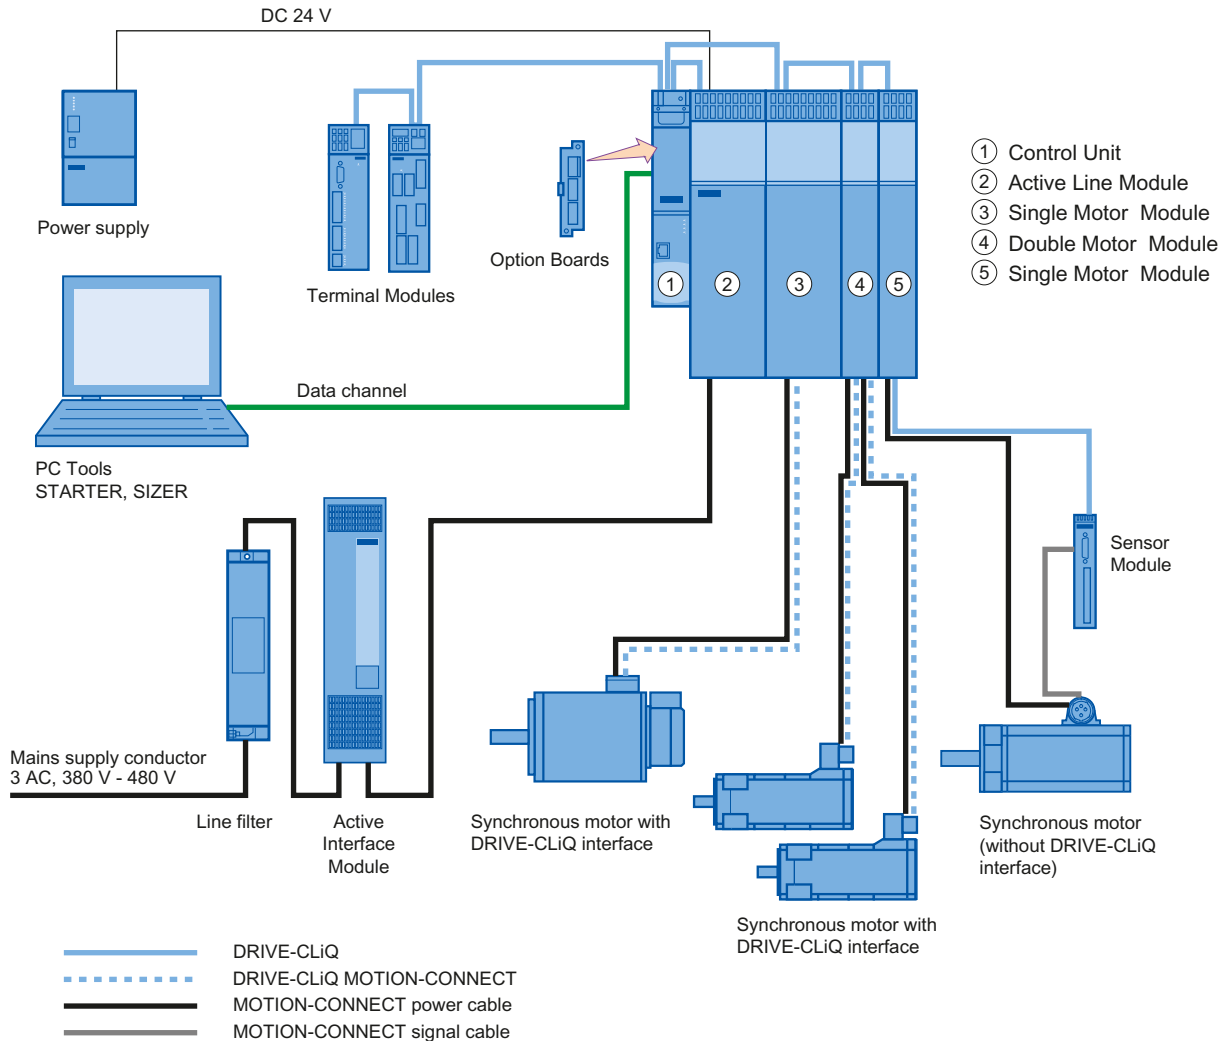 DC 24 V
Power supply
Terminal Modules
Option Boards
1
2
3
4
5
1 Control Unit
2 Active Line Module
3 Single Motor Module
4 Double Motor Module
5 Single Motor Module
Data channel
PC Tools
STARTER, SIZER
Sensor
Module
Mains supply conductor
3 AC, 380 V - 480 V
Line filter
Active
Interface
Module
Synchronous motor with
DRIVE-CLiQ interface
Synchronous motor with
DRIVE-CLiQ interface
Synchronous motor
(without DRIVE-CLiQ
interface)
DRIVE-CLiQ
DRIVE-CLiQ MOTION-CONNECT
MOTION-CONNECT power cable
MOTION-CONNECT signal cable